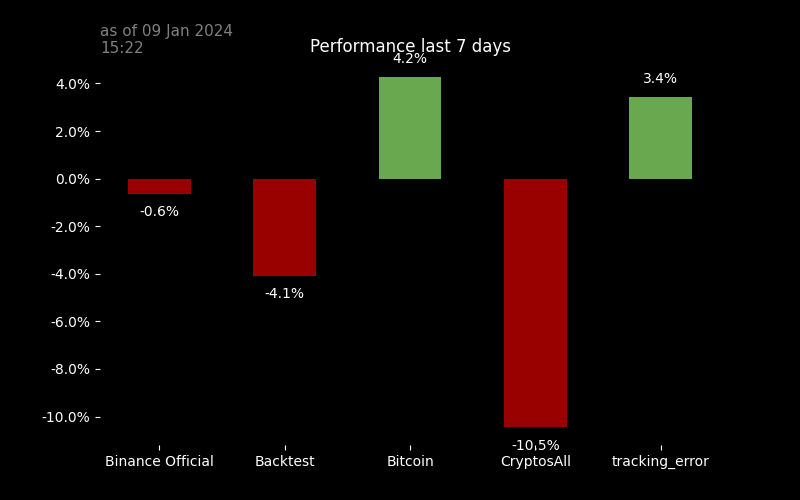 as of 09 Jan 2024
15:22
Performance last 7 days
4.2%
3.4%
-0.6%
-4.1%
-10.5%
4.0%
2.0%
0.0%
-2.0%
-4.0%
-6.0%
-8.0%
-10.0%
Binance Official
Backtest
Bitcoin
CryptosAll
tracking_error